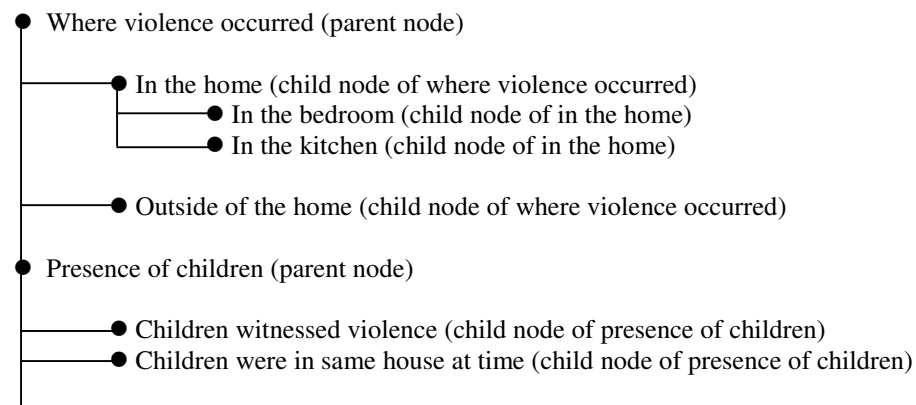 Where violence occurred (parent node)
In the home (child node of where violence occurred)
In the bedroom (child node of in the home)
In the kitchen (child node of in the home)
Outside of the home (child node of where violence occurred)
Presence of children (parent node)
Children witnessed violence (child node of presence of children)
Children were in same house at time (child node of presence of children)